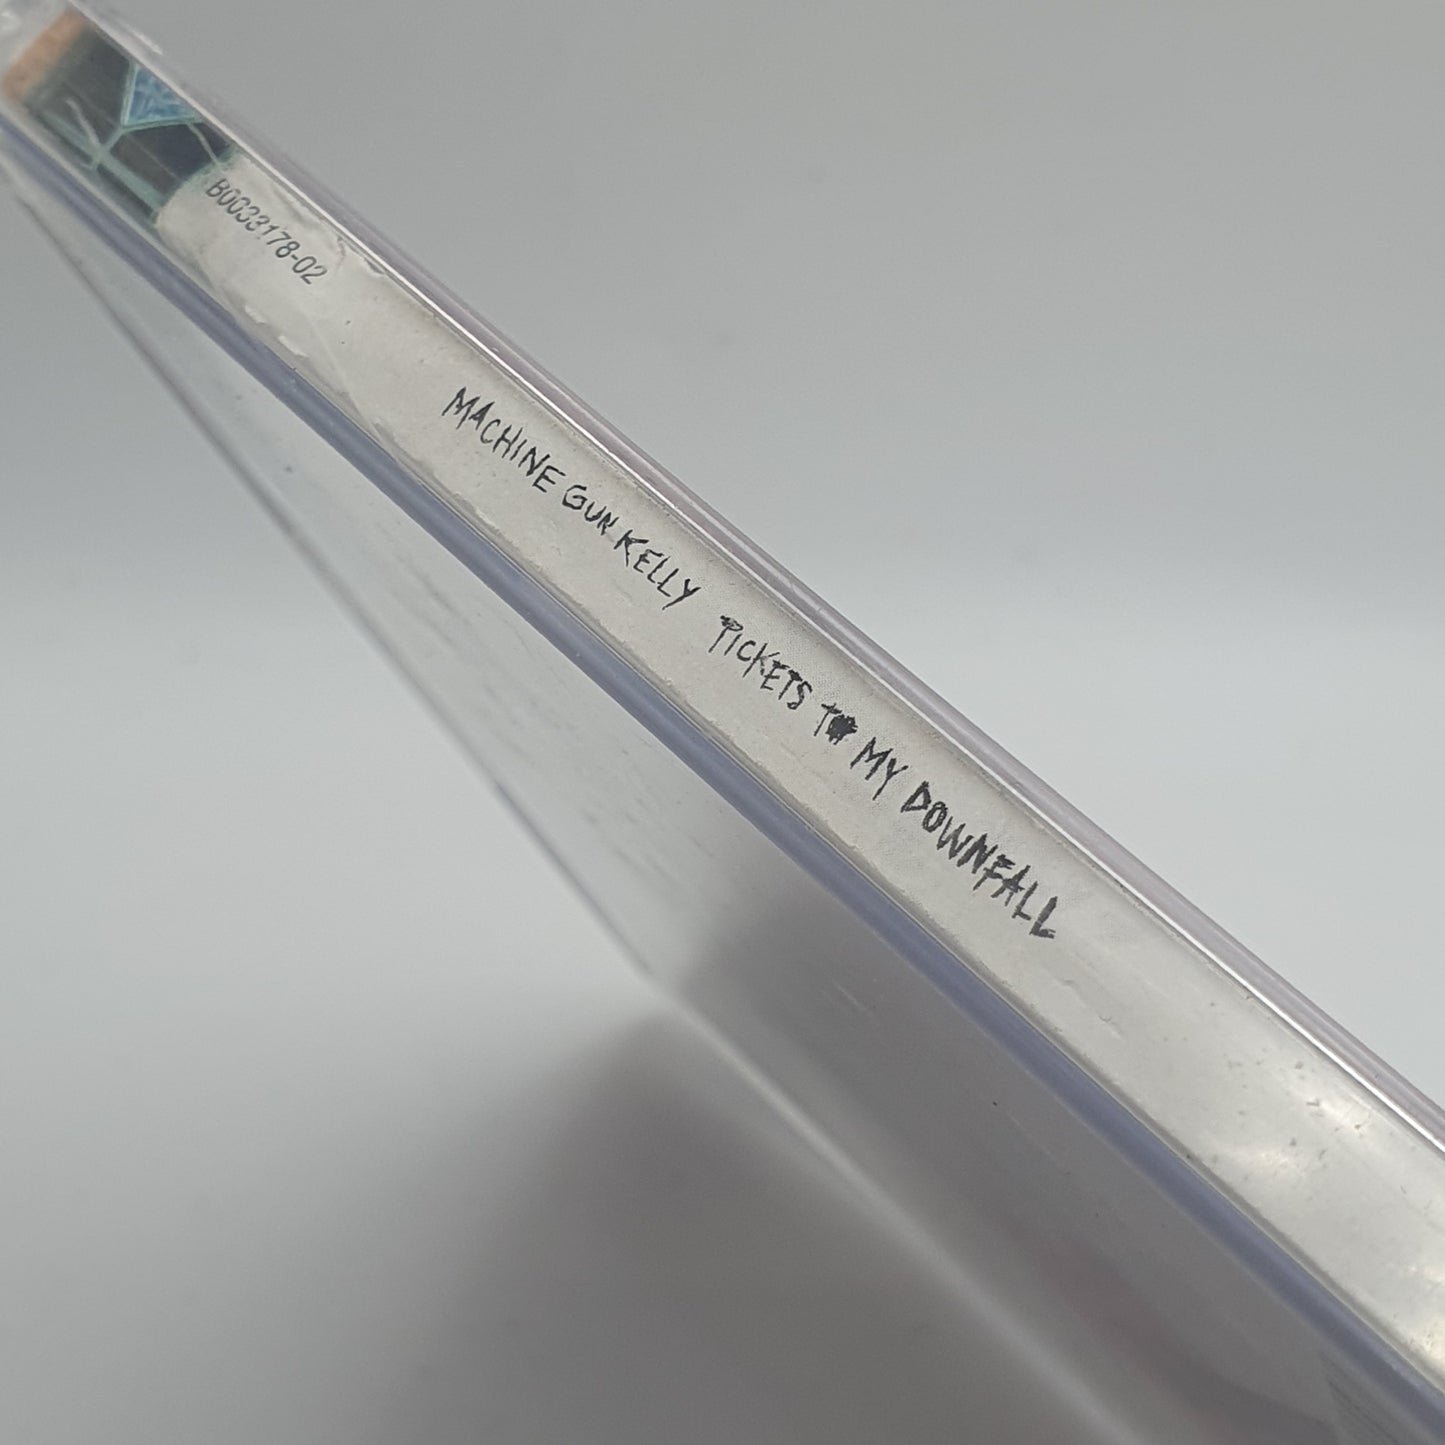 B0033178-02
MACHINE GUN KELLY TICKETS TO MY DOWNFALL